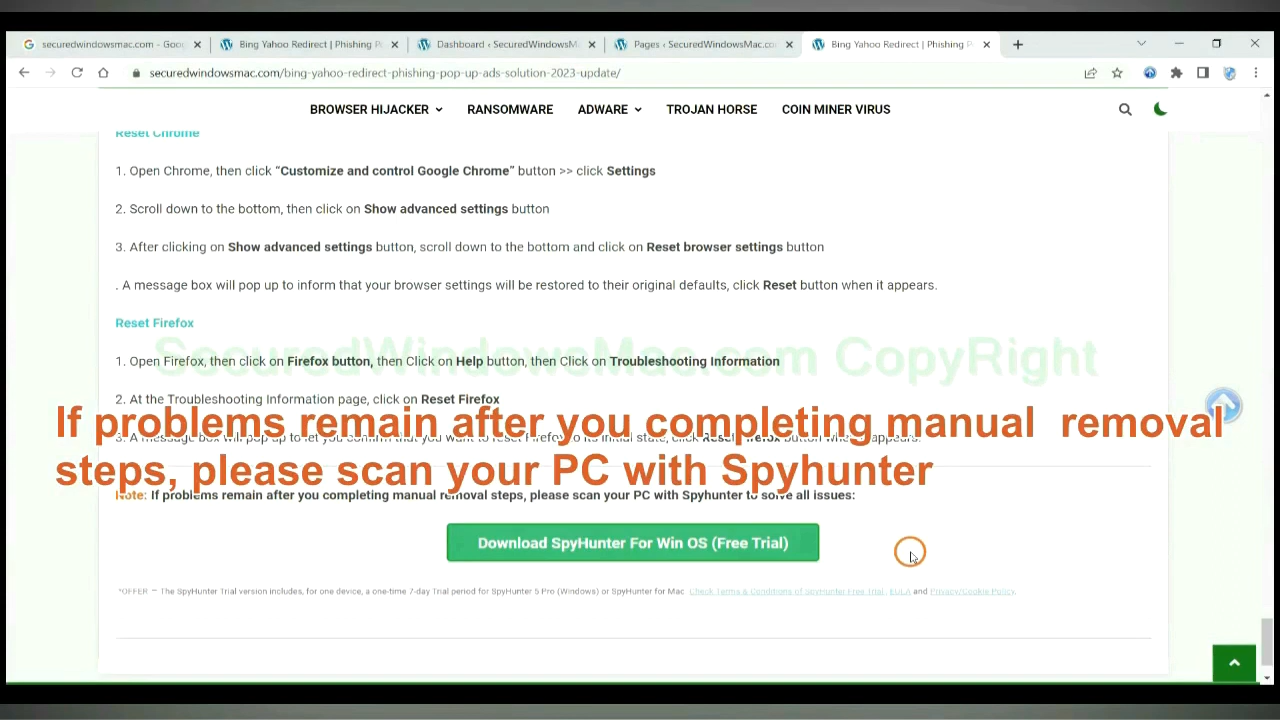 securedwindowsmac.com - Goo
Bing Yahoo Redirect | Phishing P
Dashboard ‹ SecuredWindowsM
Pages ‹ SecuredWindowsMac.co
Bing Yahoo Redirect | Phishing P
securedwindowsmac.com/bing-yahoo-redirect-phishing-pop-up-ads-solution-2023-update/
BROWSER HIJACKER RANSOMWARE ADWARE TROJAN HORSE COIN MINER VIRUS
Reset Chrome
1. Open Chrome, then click “Customize and control Google Chrome” button >> click Settings
2. Scroll down to the bottom, then click on Show advanced settings button
3. After clicking on Show advanced settings button, scroll down to the bottom and click on Reset browser settings button
. A message box will pop up to inform that your browser settings will be restored to their original defaults, click Reset button when it appears.
Reset Firefox
SecuredWindowsMac.com CopyRight
1. Open Firefox, then click on Firefox button, then Click on Help button, then Click on Troubleshooting Information
2. At the Troubleshooting Information page, click on Reset Firefox
If problems remain after you completing manual removal
3. A message box will pop up to let you confirm that you want to reset Firefox to its initial state, click Reset Firefox button when it appears.
steps, please scan your PC with Spyhunter
Note: If problems remain after you completing manual removal steps, please scan your PC with Spyhunter to solve all issues:
Download SpyHunter For Win OS (Free Trial)
*OFFER – The SpyHunter Trial version includes, for one device, a one-time 7-day Trial period for SpyHunter 5 Pro (Windows) or SpyHunter for Mac. Check Terms & Conditions of SpyHunter Free Trial, EULA and Privacy/Cookie Policy.